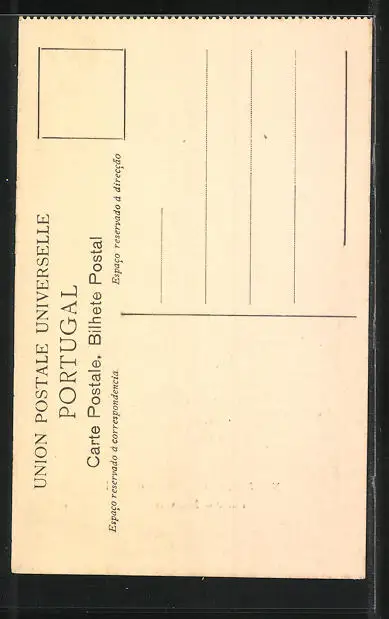 UNION POSTALE UNIVERSELLE
PORTUGAL
Carte Postale. Bilhete Postal
Espaço reservado á correspondencia
Espaço reservado á direcção